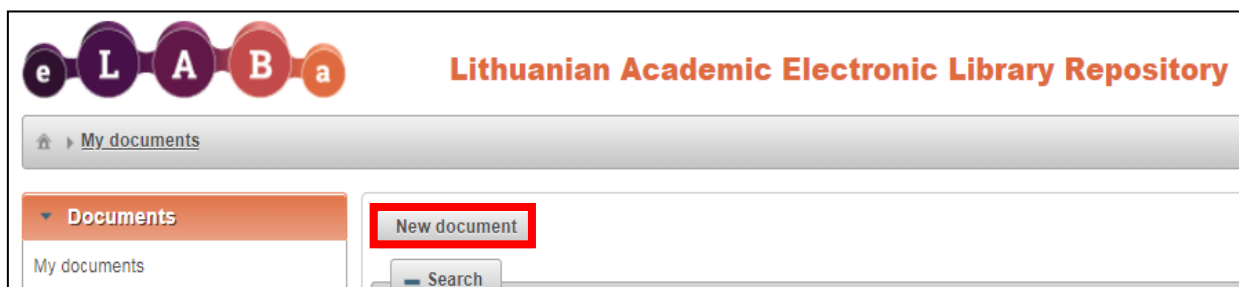 eLABa
Lithuanian Academic Electronic Library Repository
My documents
Documents
New document
My documents
Search